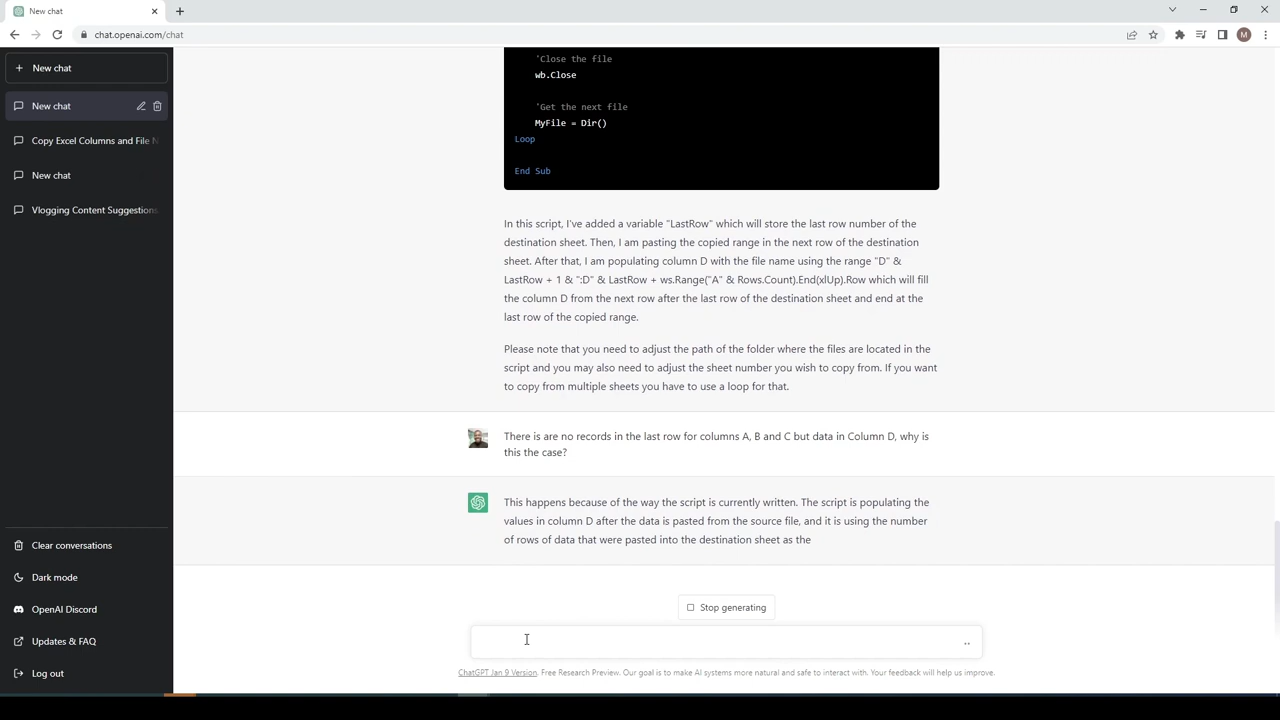 New chat
chat.openai.com/chat
M
New chat
New chat
Copy Excel Columns and File N
New chat
Vlogging Content Suggestions.
'Close the file
wb.Close
'Get the next file
MyFile = Dir()
Loop
End Sub
In this script, I've added a variable "LastRow" which will store the last row number of the
destination sheet. Then, I am pasting the copied range in the next row of the destination
sheet. After that, I am populating column D with the file name using the range "D" &
LastRow + 1 & ":D" & LastRow + ws.Range("A" & Rows.Count).End(xlUp).Row which will fill
the column D from the next row after the last row of the destination sheet and end at the
last row of the copied range.
Please note that you need to adjust the path of the folder where the files are located in the
script and you may also need to adjust the sheet number you wish to copy from. If you want
to copy from multiple sheets you have to use a loop for that.
There is are no records in the last row for columns A, B and C but data in Column D, why is
this the case?
This happens because of the way the script is currently written. The script is populating the
values in column D after the data is pasted from the source file, and it is using the number
of rows of data that were pasted into the destination sheet as the
Clear conversations
Dark mode
OpenAI Discord
Updates & FAQ
Log out
Stop generating
ChatGPT Jan 9 Version. Free Research Preview. Our goal is to make AI systems more natural and safe to interact with. Your feedback will help us improve.